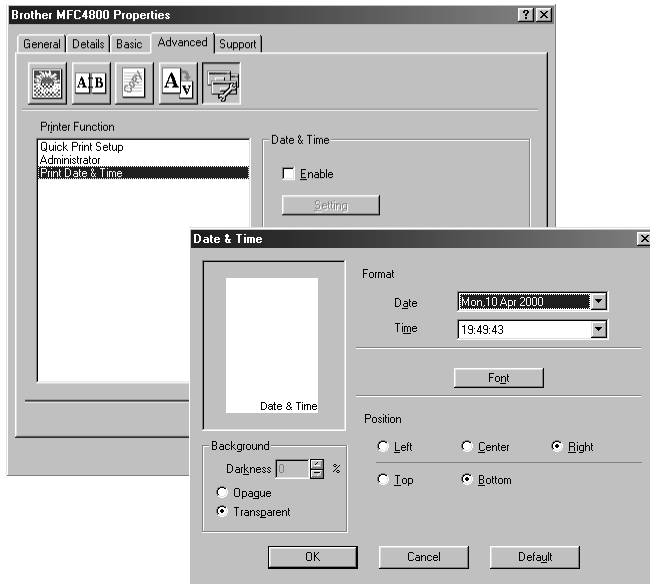 Brother MFC4800 Properties
General Details Basic Advanced Support
Printer Function
Quick Print Setup
Administrator
Print Date & Time
Date & Time
Enable
Setting
Date & Time
Date & Time
Format
Date Mon,10 Apr 2000
Time 19:49:43
Font
Position
Left Center Right
Top Bottom
Background
Darkness 0 %
Opague
Transparent
OK Cancel Default